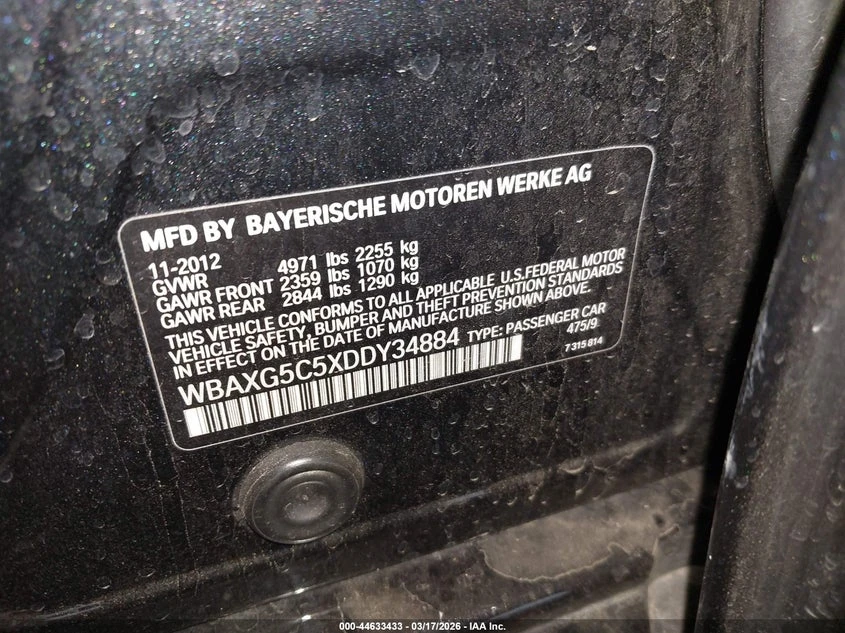 MFD BY BAYERISCHE MOTOREN WERKE AG
11-2012
GVWR 4971 lbs 2255 kg
GAWR FRONT 2359 lbs 1070 kg
GAWR REAR 2844 lbs 1290 kg
THIS VEHICLE CONFORMS TO ALL APPLICABLE U.S.FEDERAL MOTOR
VEHICLE SAFETY, BUMPER AND THEFT PREVENTION STANDARDS
IN EFFECT ON THE DATE OF MANUFACTURE SHOWN ABOVE.
WBAXG5C5XDDY34884 TYPE: PASSENGER CAR
475/9
7 315 814
000-44633433 - 03/17/2026 - IAA Inc.